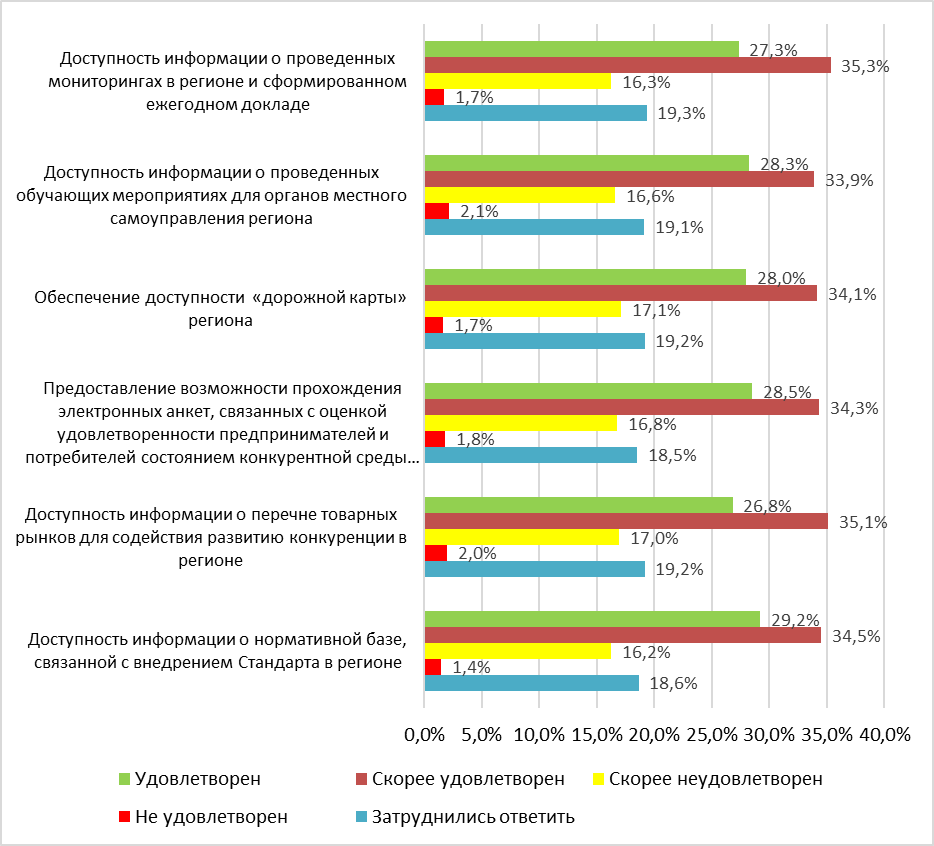 Доступность информации о проведенных
мониторингах в регионе и сформированном
ежегодном докладе
27,3%
35,3%
16,3%
1,7%
19,3%
Доступность информации о проведенных
обучающих мероприятиях для органов местного
самоуправления региона
28,3%
33,9%
16,6%
2,1%
19,1%
Обеспечение доступности «дорожной карты»
региона
28,0%
34,1%
17,1%
1,7%
19,2%
Предоставление возможности прохождения
электронных анкет, связанных с оценкой
удовлетворенности предпринимателей и
потребителей состоянием конкурентной среды...
28,5%
34,3%
16,8%
1,8%
18,5%
Доступность информации о перечне товарных
рынков для содействия развитию конкуренции в
регионе
26,8%
35,1%
17,0%
2,0%
19,2%
Доступность информации о нормативной базе,
связанной с внедрением Стандарта в регионе
29,2%
34,5%
16,2%
1,4%
18,6%
0,0% 5,0% 10,0% 15,0% 20,0% 25,0% 30,0% 35,0% 40,0%
Удовлетворен Скорее удовлетворен Скорее неудовлетворен
Не удовлетворен Затруднились ответить